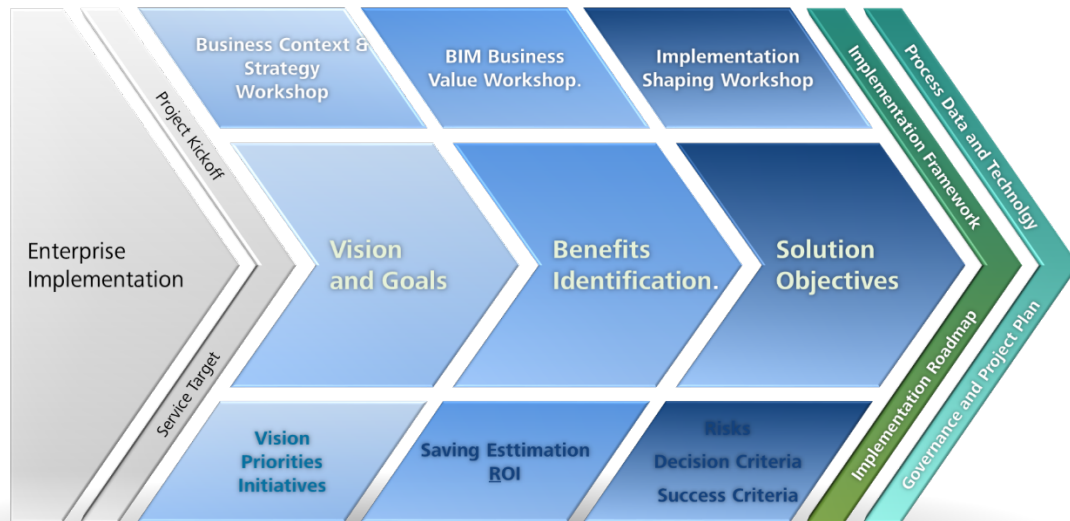 Enterprise
Implementation
Project Kickoff
Service Target
Business Context &
Strategy
Workshop
Vision
and Goals
Vision
Priorities
Initiatives
BIM Business
Value Workshop.
Benefits
Identification.
Saving Esttimation
ROI
Implementation
Shaping Workshop
Solution
Objectives
Risks
Decision Criteria
Success Criteria
Implementation Framework
Implementation Roadmap
Process Data and Technolgy
Governance and Project Plan